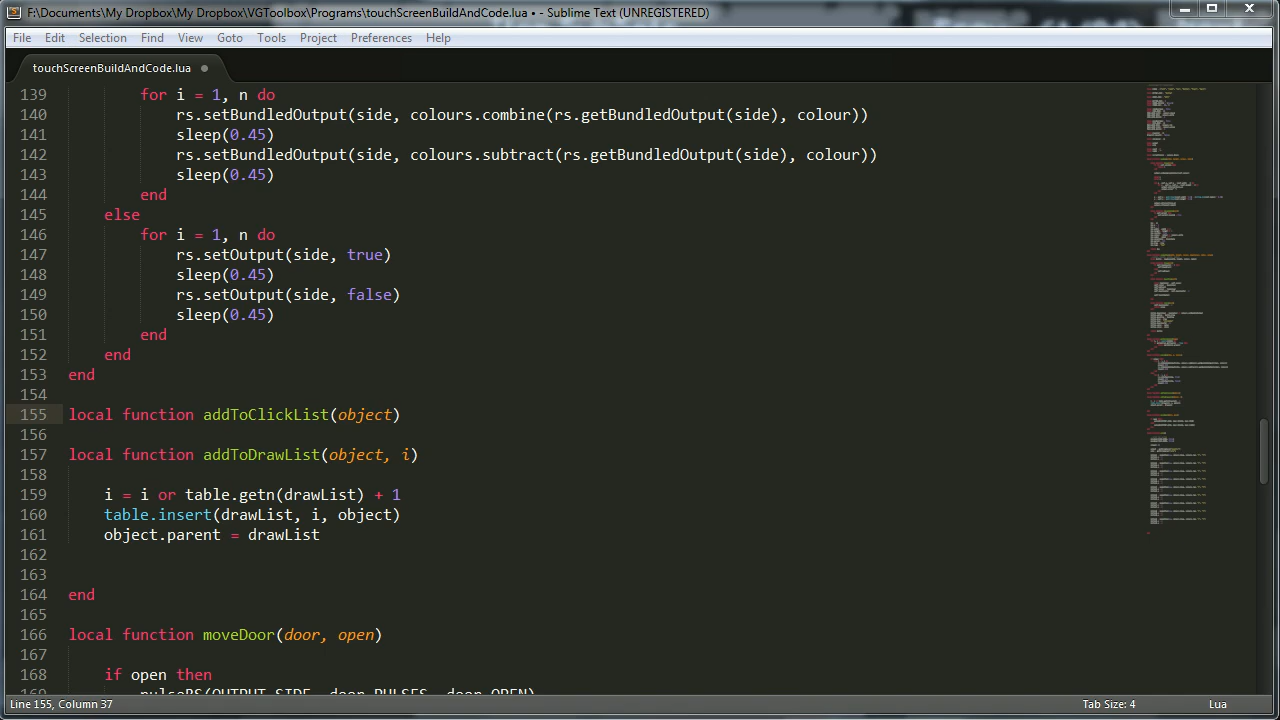 F:\Documents\My Dropbox\My Dropbox\VGToolbox\Programs\touchScreenBuildAndCode.lua • - Sublime Text (UNREGISTERED)
File Edit Selection Find View Goto Tools Project Preferences Help
touchScreenBuildAndCode.lua
139 for i = 1, n do
140 rs.setBundledOutput(side, colours.combine(rs.getBundledOutput(side), colour))
141 sleep(0.45)
142 rs.setBundledOutput(side, colours.subtract(rs.getBundledOutput(side), colour))
143 sleep(0.45)
144 end
145 else
146 for i = 1, n do
147 rs.setOutput(side, true)
148 sleep(0.45)
149 rs.setOutput(side, false)
150 sleep(0.45)
151 end
152 end
153 end
154
155 local function addToClickList(object)
156
157 local function addToDrawList(object, i)
158
159 i = i or table.getn(drawList) + 1
160 table.insert(drawList, i, object)
161 object.parent = drawList
162
163
164 end
165
166 local function moveDoor(door, open)
167
168 if open then
169 pulseRS(OUTPUT_SIDE, door.PULSES, door.OPEN)
Line 155, Column 37 Tab Size: 4 Lua